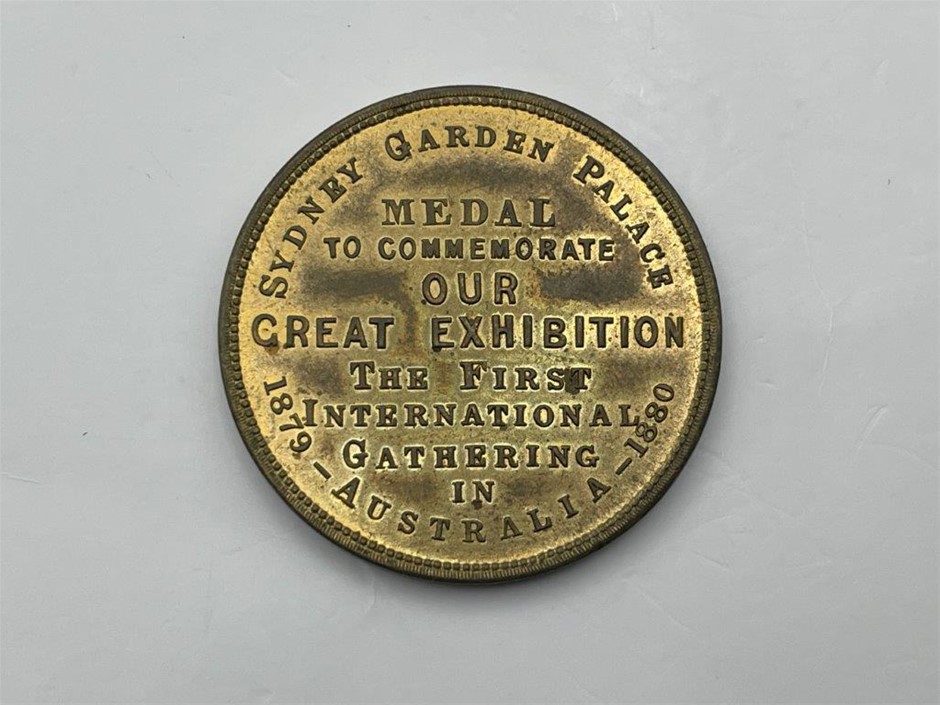 SYDNEY GARDEN PALACE
MEDAL
TO COMMEMORATE
OUR
GREAT EXHIBITION
THE FIRST
INTERNATIONAL
GATHERING
IN
1879 - AUSTRALIA - 1880